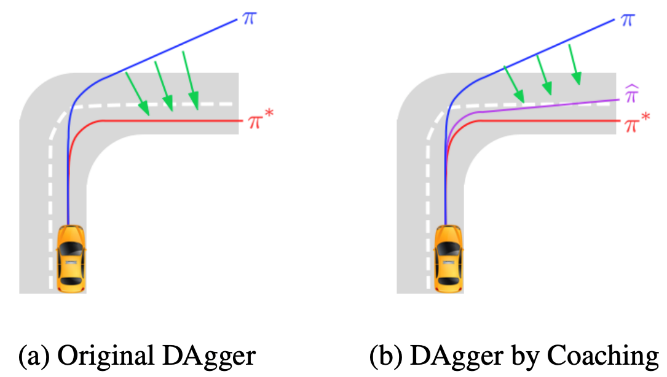 π
π*
(a) Original DAgger
π
π̂
π*
(b) DAgger by Coaching